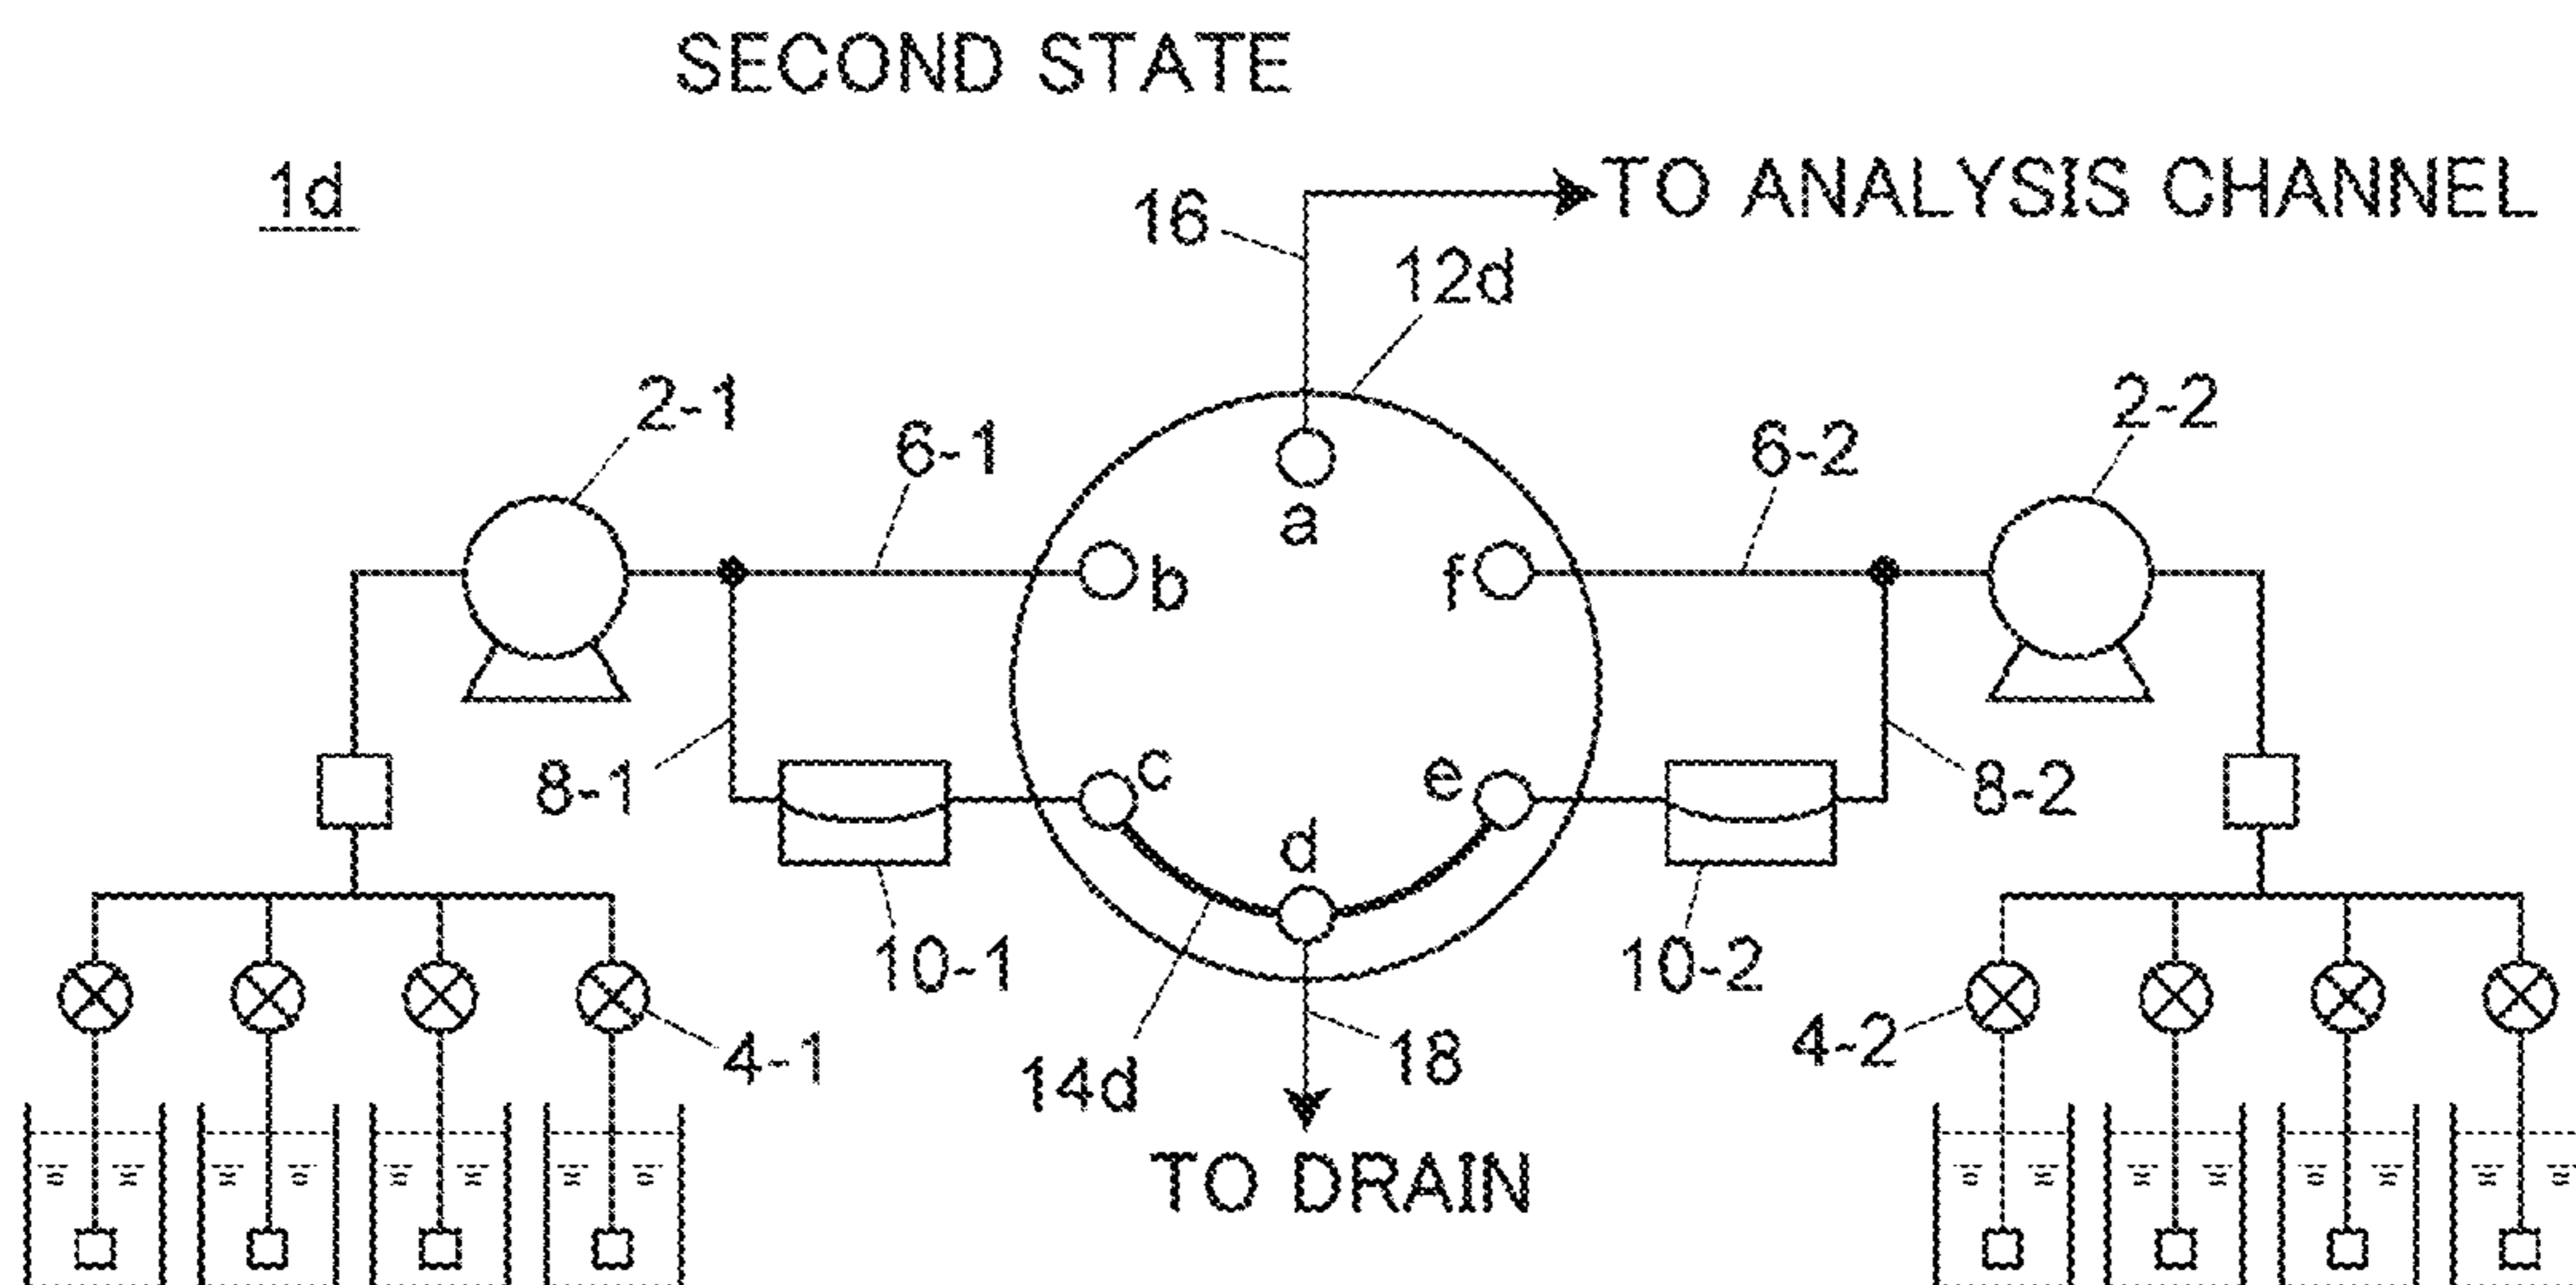 SECOND STATE
1d
TO ANALYSIS CHANNEL
16
12d
2-1
6-1
6-2
2-2
a
b
f
8-1
c
e
8-2
d
10-1
10-2
4-1
14d
18
4-2
TO DRAIN